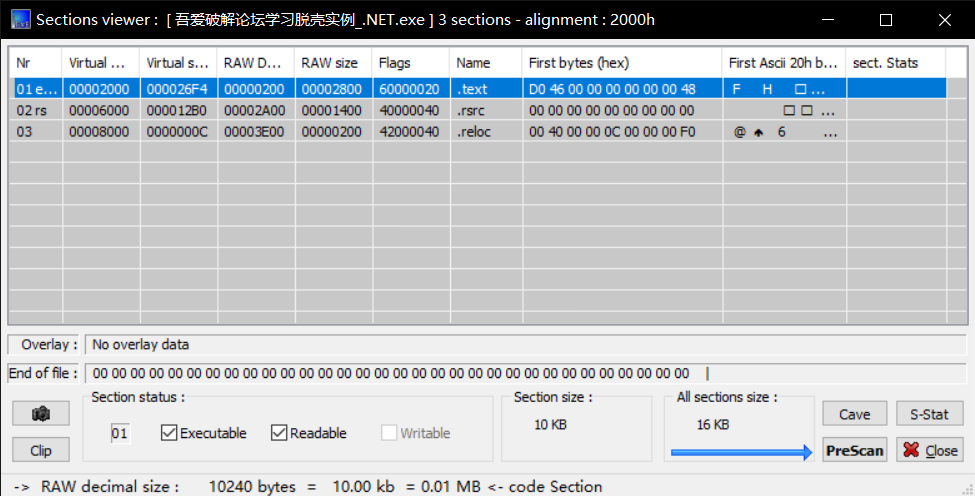 Sections viewer : [ 吾爱破解论坛学习脱壳实例_.NET.exe ] 3 sections - alignment : 2000h
Nr Virtual ... Virtual s... RAW D... RAW size Flags Name First bytes (hex) First Ascii 20h b... sect. Stats
01 e... 00002000 000026F4 00000200 00002800 60000020 .text D0 46 00 00 00 00 00 00 48 F H □ ...
02 rs 00006000 000012B0 00002A00 00001400 40000040 .rsrc 00 00 00 00 00 00 00 00 00 □ □ ...
03 00008000 0000000C 00003E00 00000200 42000040 .reloc 00 40 00 00 0C 00 00 00 F0 @ ♠ 6 ...
Overlay : No overlay data
End of file : 00 00 00 00 00 00 00 00 00 00 00 00 00 00 00 00 00 00 00 00 00 00 00 00 00 00 00 00 00 00 00 00 |
Section status : Section size : All sections size :
01 Executable Readable Writable 10 KB 16 KB
Cave S-Stat
Clip PreScan Close
-> RAW decimal size : 10240 bytes = 10.00 kb = 0.01 MB <- code Section